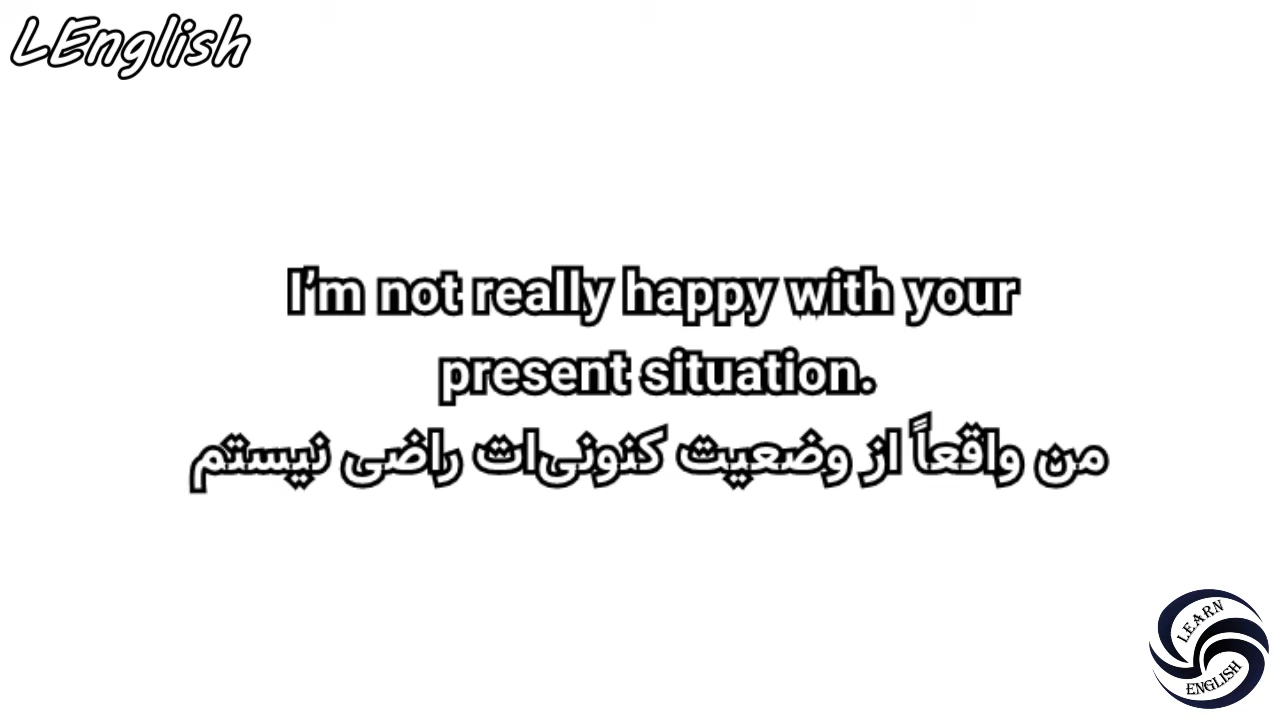 LEnglish
I'm not really happy with your
present situation.
من واقعاً از وضعیت کنونی‌ات راضی نیستم
LEARN
ENGLISH